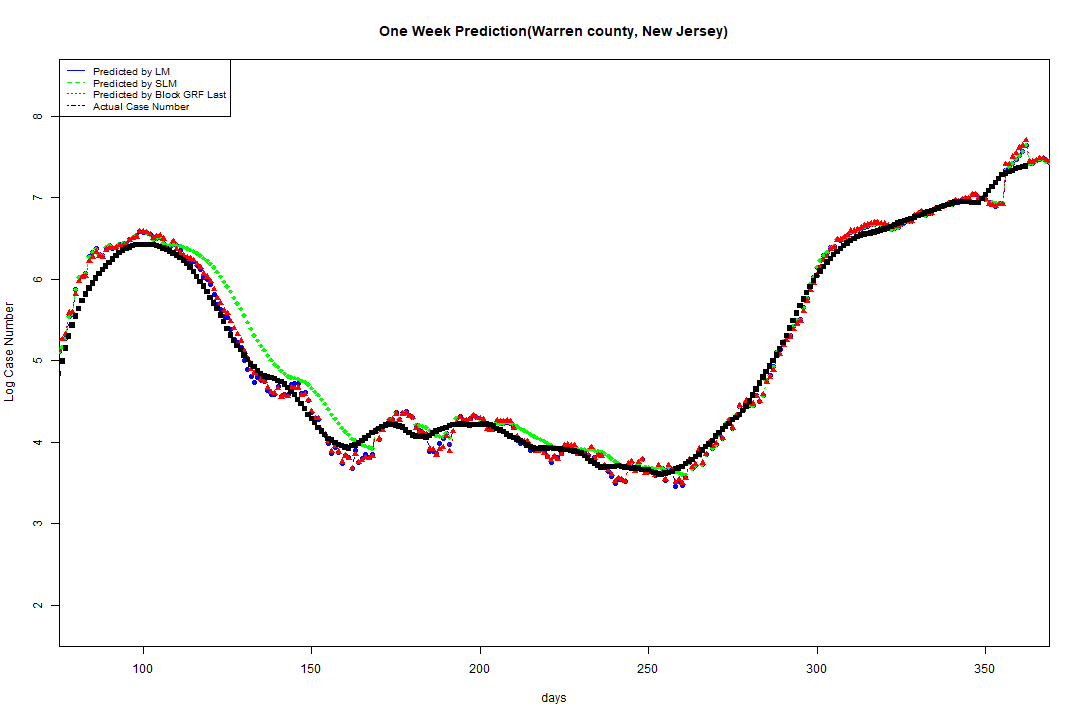 One Week Prediction(Warren county, New Jersey)
Predicted by LM
Predicted by SLM
Predicted by Block GRF Last
Actual Case Number
8
7
6
5
4
3
2
Log Case Number
100 150 200 250 300 350
days